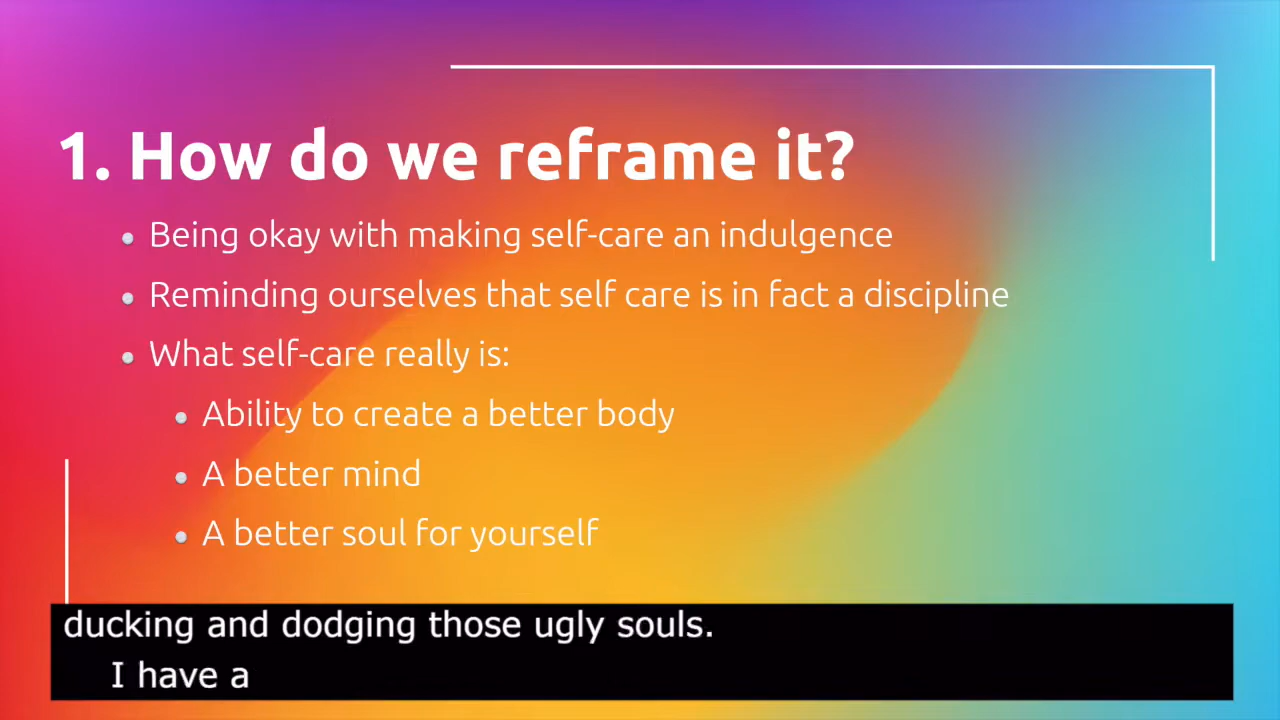 1. How do we reframe it?
• Being okay with making self-care an indulgence
• Reminding ourselves that self care is in fact a discipline
• What self-care really is:
• Ability to create a better body
• A better mind
• A better soul for yourself
ducking and dodging those ugly souls.
I have a